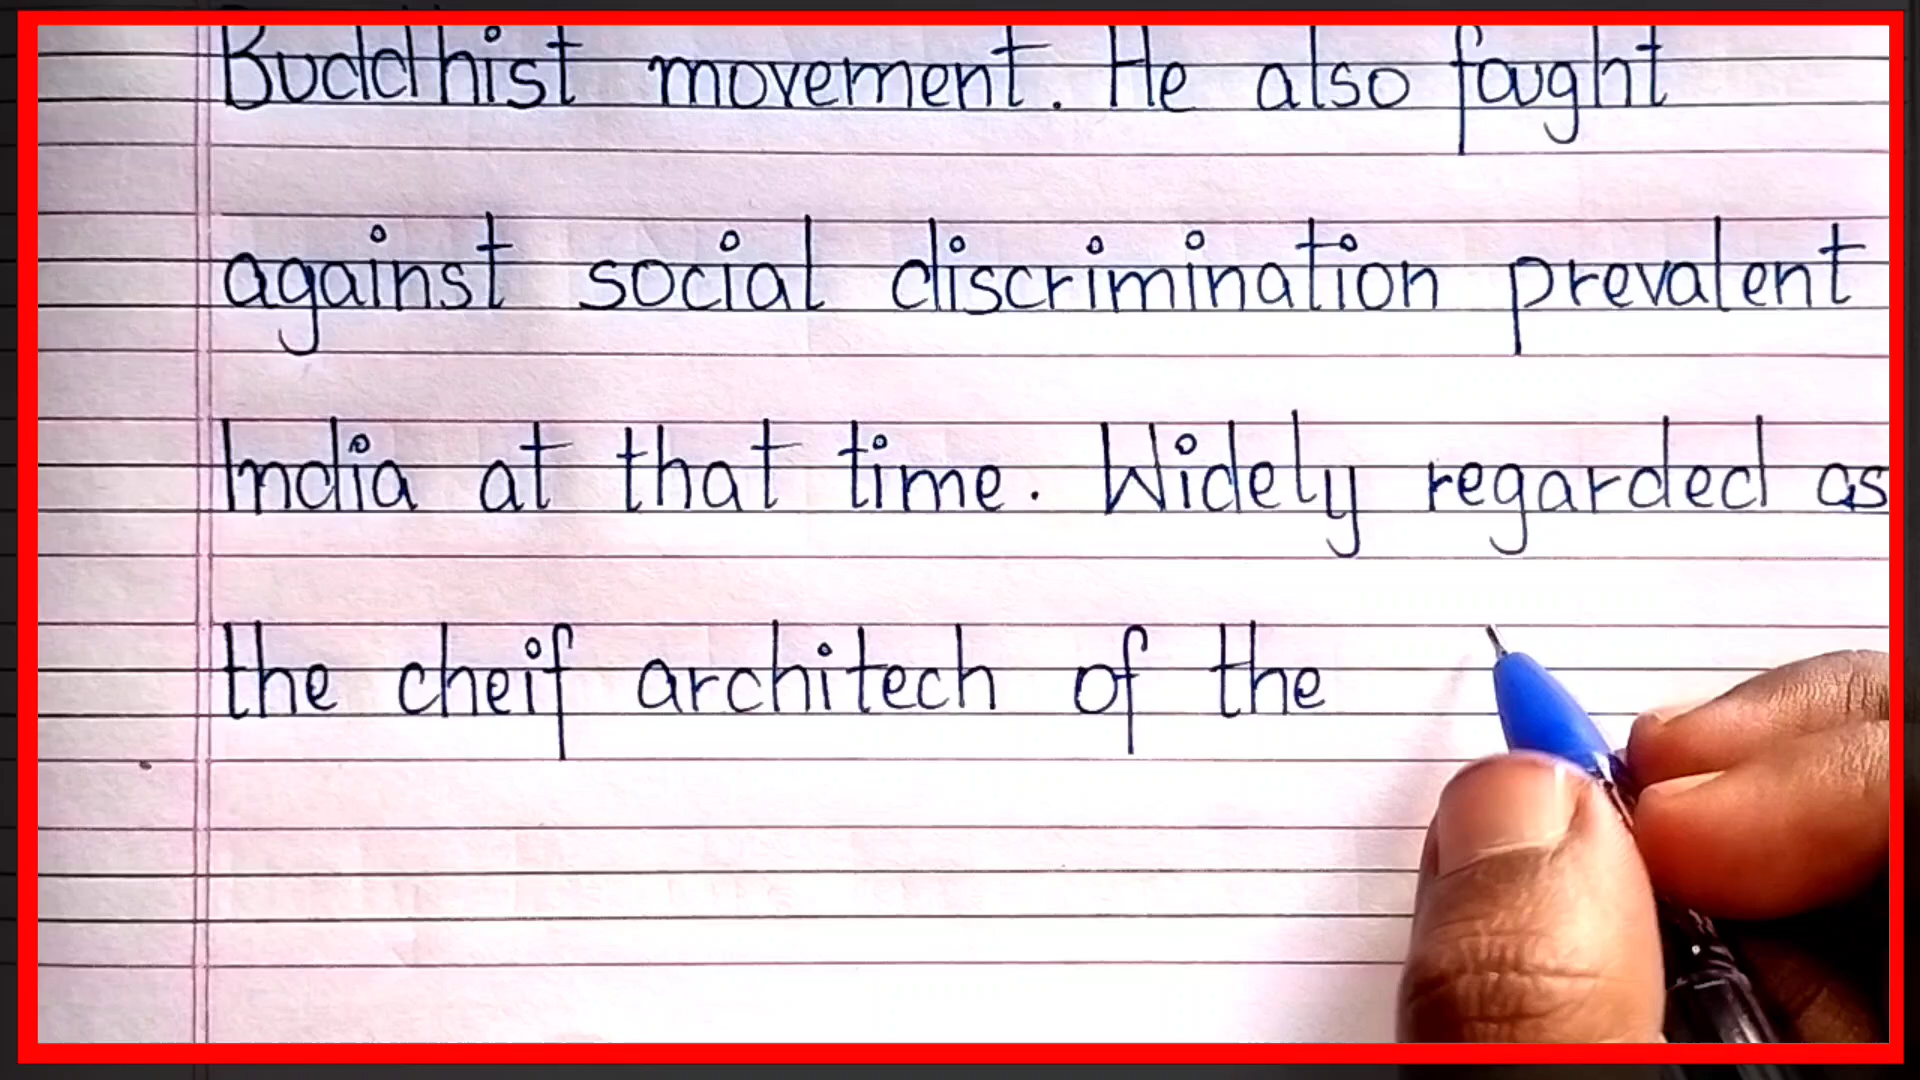 Buddhist movement. He also faught
against social discrimination prevalent
India at that time. Widely regarded as
the cheif architech of the